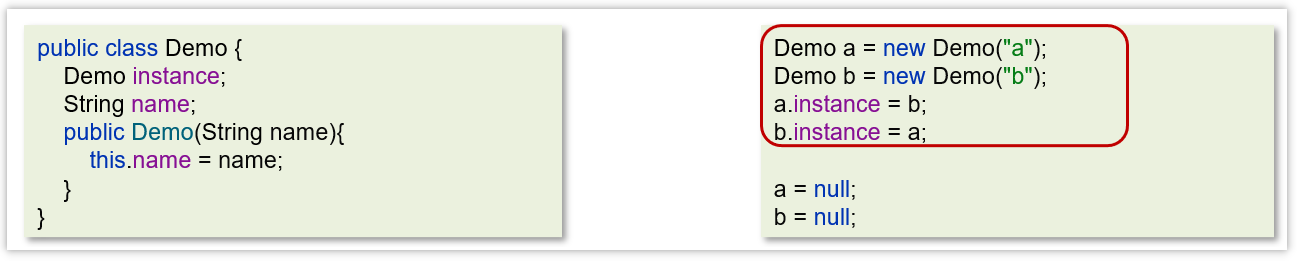 public class Demo {
Demo instance;
String name;
public Demo(String name){
this.name = name;
}
}
Demo a = new Demo("a");
Demo b = new Demo("b");
a.instance = b;
b.instance = a;
a = null;
b = null;